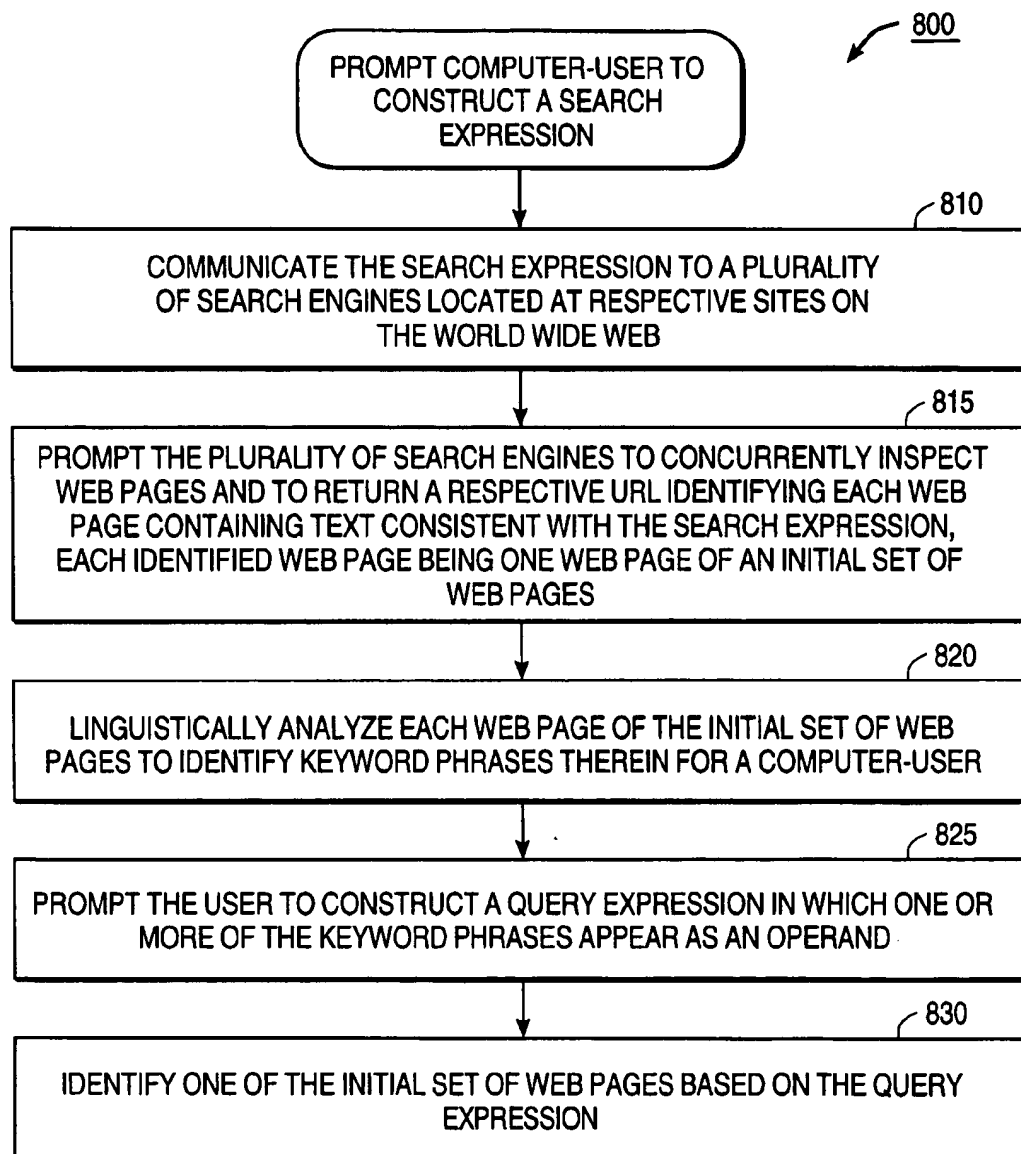 800
PROMPT COMPUTER-USER TO
CONSTRUCT A SEARCH
EXPRESSION
810
COMMUNICATE THE SEARCH EXPRESSION TO A PLURALITY
OF SEARCH ENGINES LOCATED AT RESPECTIVE SITES ON
THE WORLD WIDE WEB
815
PROMPT THE PLURALITY OF SEARCH ENGINES TO CONCURRENTLY INSPECT
WEB PAGES AND TO RETURN A RESPECTIVE URL IDENTIFYING EACH WEB
PAGE CONTAINING TEXT CONSISTENT WITH THE SEARCH EXPRESSION,
EACH IDENTIFIED WEB PAGE BEING ONE WEB PAGE OF AN INITIAL SET OF
WEB PAGES
820
LINGUISTICALLY ANALYZE EACH WEB PAGE OF THE INITIAL SET OF WEB
PAGES TO IDENTIFY KEYWORD PHRASES THEREIN FOR A COMPUTER-USER
825
PROMPT THE USER TO CONSTRUCT A QUERY EXPRESSION IN WHICH ONE OR
MORE OF THE KEYWORD PHRASES APPEAR AS AN OPERAND
830
IDENTIFY ONE OF THE INITIAL SET OF WEB PAGES BASED ON THE QUERY
EXPRESSION